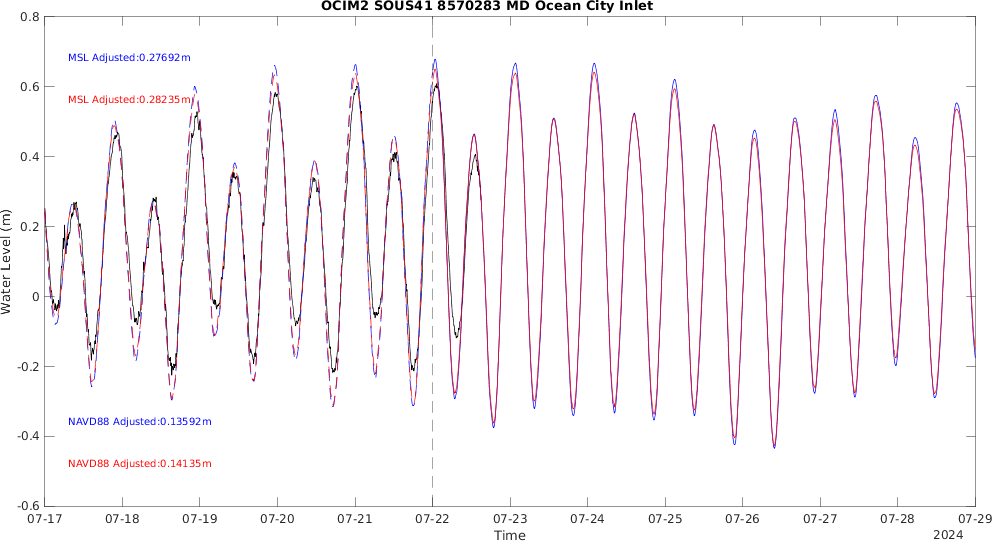 OCIM2 SOUS41 8570283 MD Ocean City Inlet
0.8
MSL Adjusted:0.27692m
0.6
MSL Adjusted:0.28235m
0.4
0.2
Water Level (m)
0
-0.2
NAVD88 Adjusted:0.13592m
-0.4
NAVD88 Adjusted:0.14135m
-0.6
07-17 07-18 07-19 07-20 07-21 07-22 07-23 07-24 07-25 07-26 07-27 07-28 07-29
Time
2024